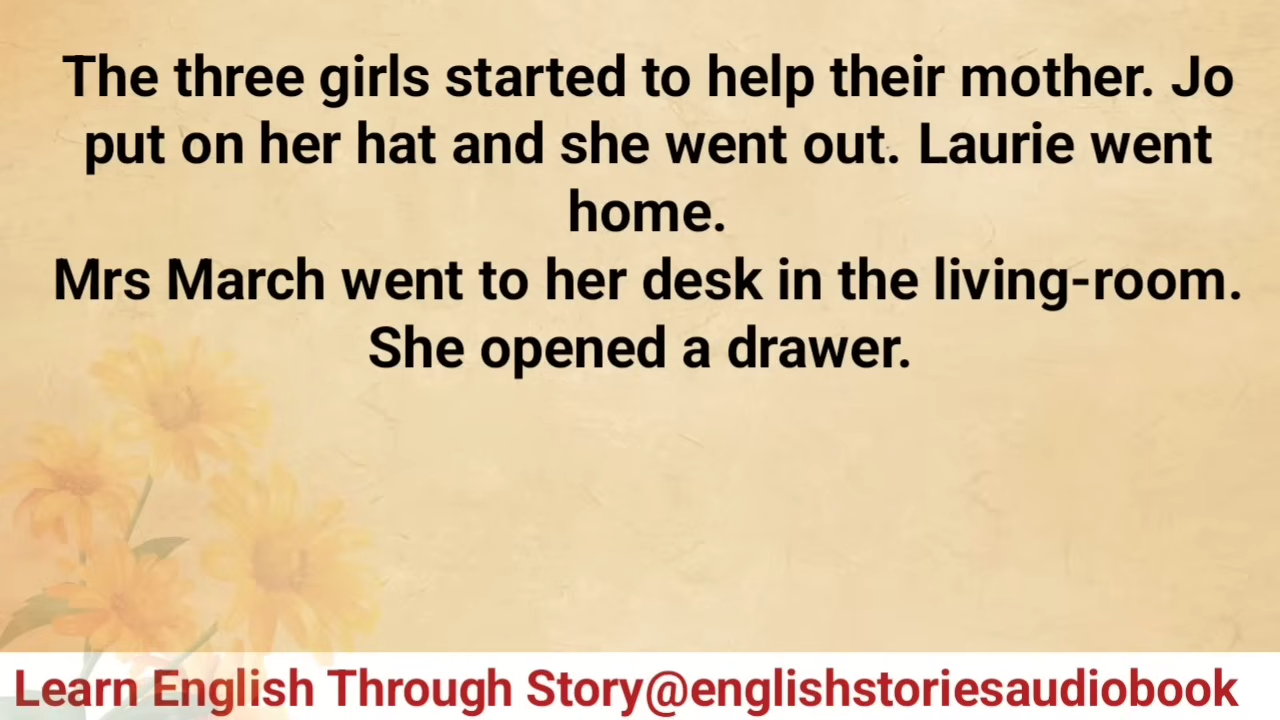 The three girls started to help their mother. Jo
put on her hat and she went out. Laurie went
home.
Mrs March went to her desk in the living-room.
She opened a drawer.
Learn English Through Story@englishstoriesaudiobook